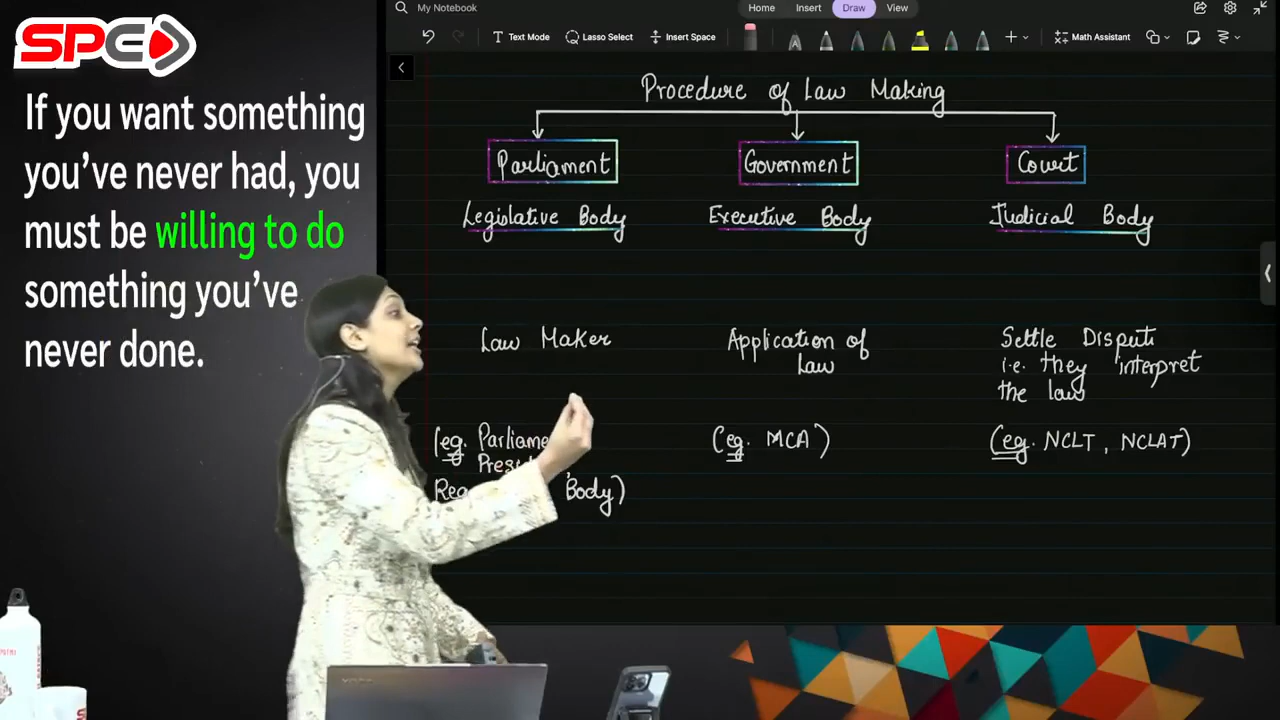 SPC
If you want something
you've never had, you
must be willing to do
something you've
never done.
My Notebook
Home Insert Draw View
Text Mode Lasso Select Insert Space Math Assistant
Procedure of Law Making
Parliament Government Court
Legislative Body Executive Body Judicial Body
Law Maker Application of Law Settle Dispute
i.e. they interpret
the law
(eg. (eg. MCA) (eg. NCLT, NCLAT)
Body)